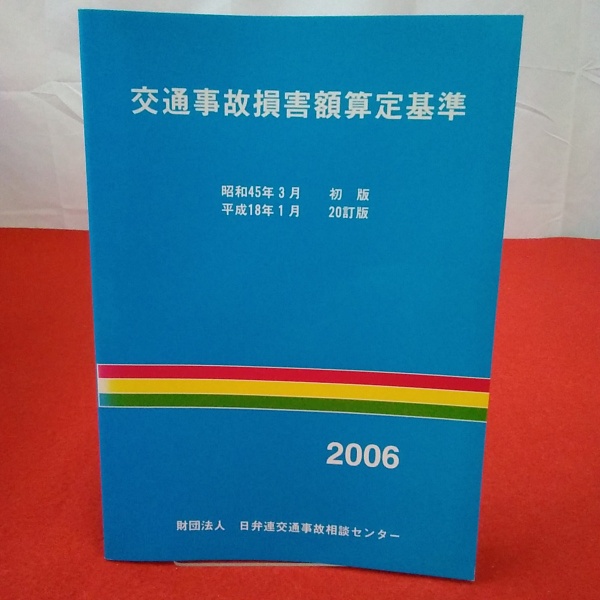 交通事故損害額算定基準
昭和45年3月 初版
平成18年1月 20訂版
2006
財団法人 日弁連交通事故相談センター